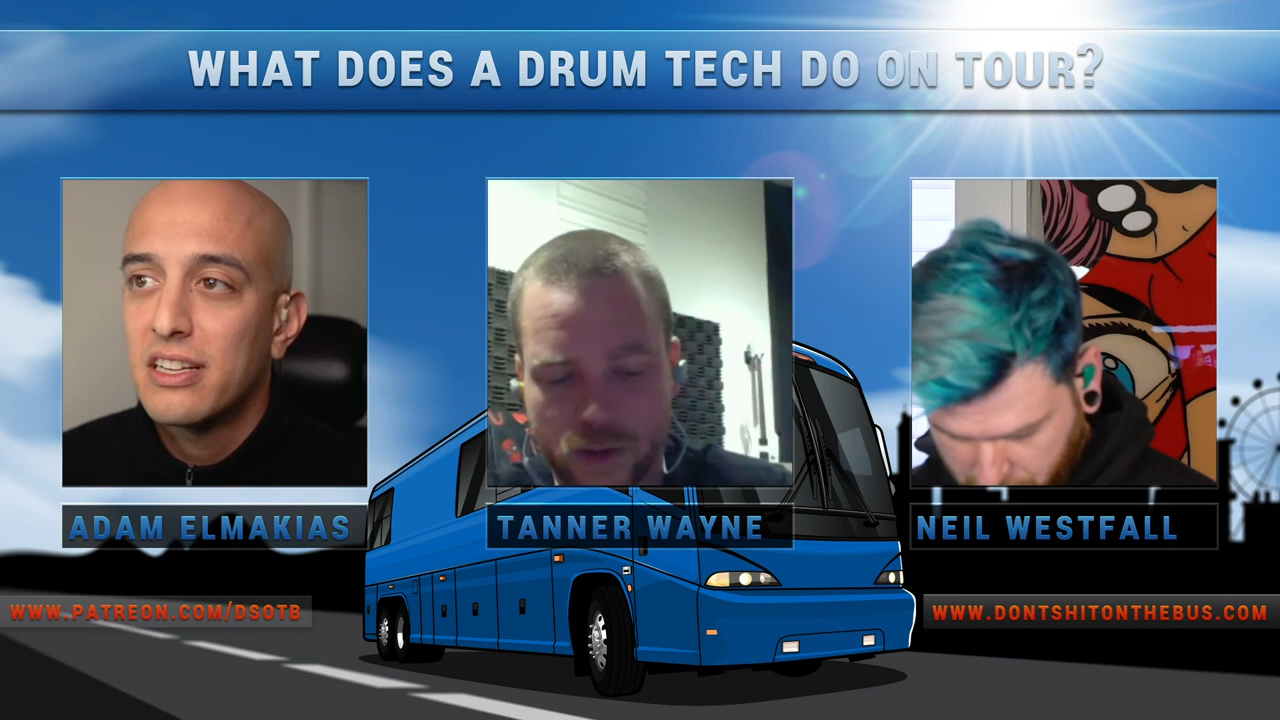 WHAT DOES A DRUM TECH DO ON TOUR?
ADAM ELMAKIAS
TANNER WAYNE
NEIL WESTFALL
WWW.PATREON.COM/DSOTB
WWW.DONTSHITONTHEBUS.COM